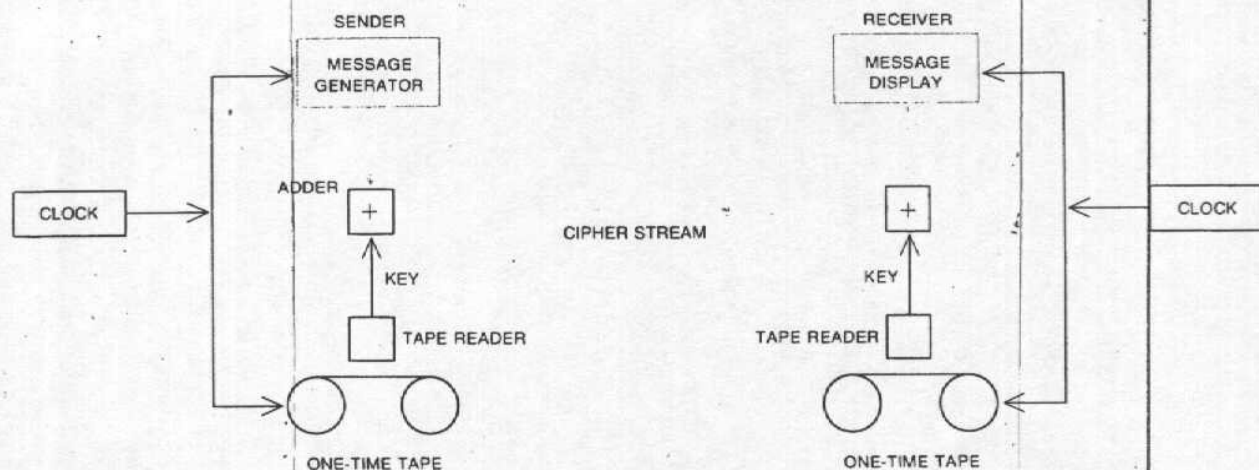 SENDER
MESSAGE
GENERATOR
RECEIVER
MESSAGE
DISPLAY
ADDER
+
+
CLOCK
CIPHER STREAM
CLOCK
KEY
KEY
TAPE READER
TAPE READER
ONE-TIME TAPE
ONE-TIME TAPE